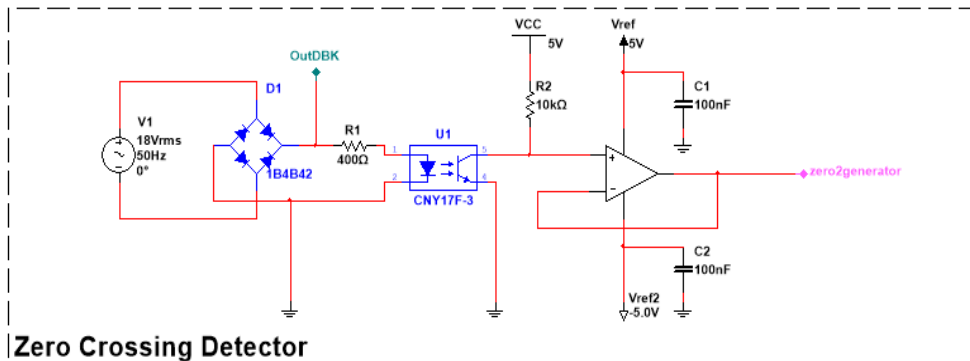 OutDBK
D1
V1
18Vrms
50Hz
0°
1B4B42
R1
400Ω
U1
1
2
5
4
CNY17F-3
VCC
5V
R2
10kΩ
Vref
5V
C1
100nF
+
−
zero2generator
C2
100nF
Vref2
-5.0V
Zero Crossing Detector